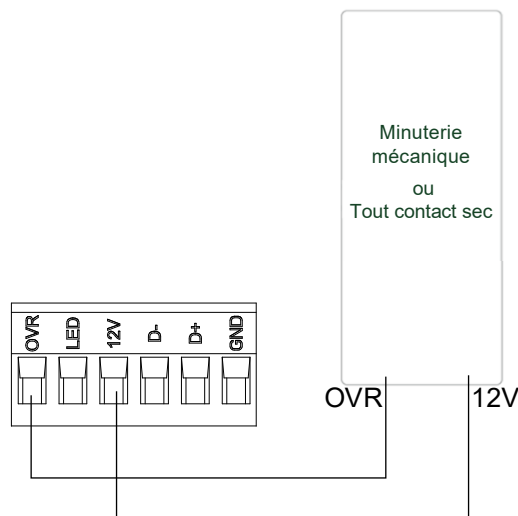 Minuterie
mécanique
ou
Tout contact sec
OVR
LED
12V
D-
D+
GND
OVR
12V